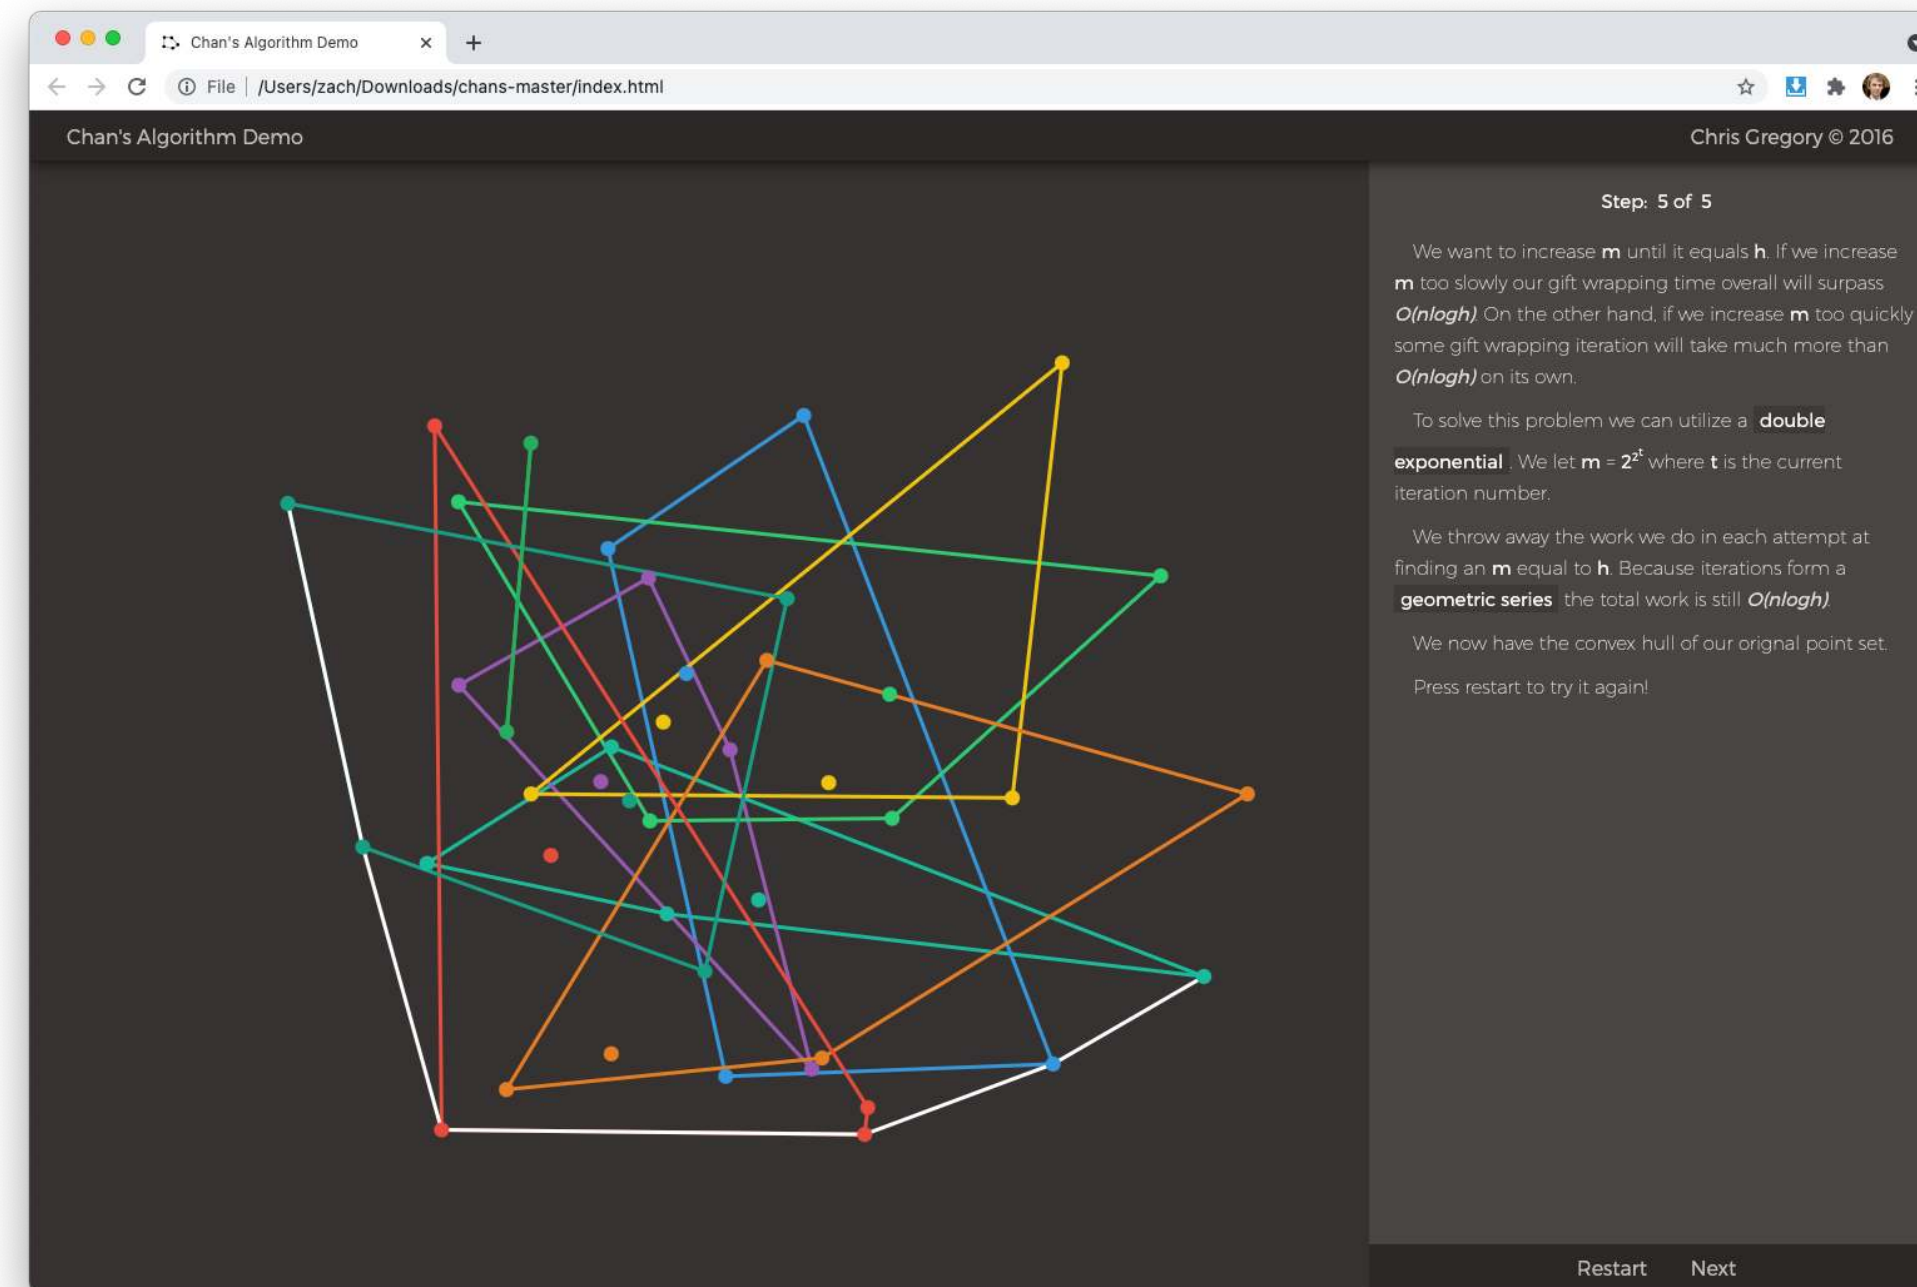 Chan's Algorithm Demo
File /Users/zach/Downloads/chans-master/index.html
Chan's Algorithm Demo
Chris Gregory © 2016
Step: 5 of 5
We want to increase m until it equals h. If we increase
m too slowly our gift wrapping time overall will surpass
O(nlogh). On the other hand, if we increase m too quickly
some gift wrapping iteration will take much more than
O(nlogh) on its own.
To solve this problem we can utilize a double
exponential . We let m = 2^2^t where t is the current
iteration number.
We throw away the work we do in each attempt at
finding an m equal to h. Because iterations form a
geometric series the total work is still O(nlogh).
We now have the convex hull of our orignal point set.
Press restart to try it again!
Restart Next